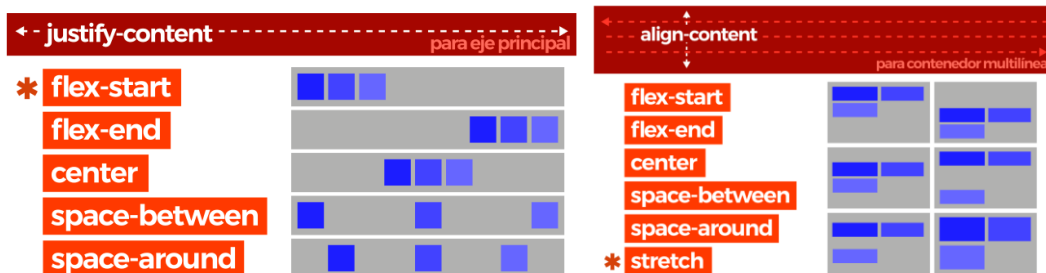 justify-content
para eje principal
* flex-start
flex-end
center
space-between
space-around
align-content
para contenedor multilínea
flex-start
flex-end
center
space-between
space-around
* stretch